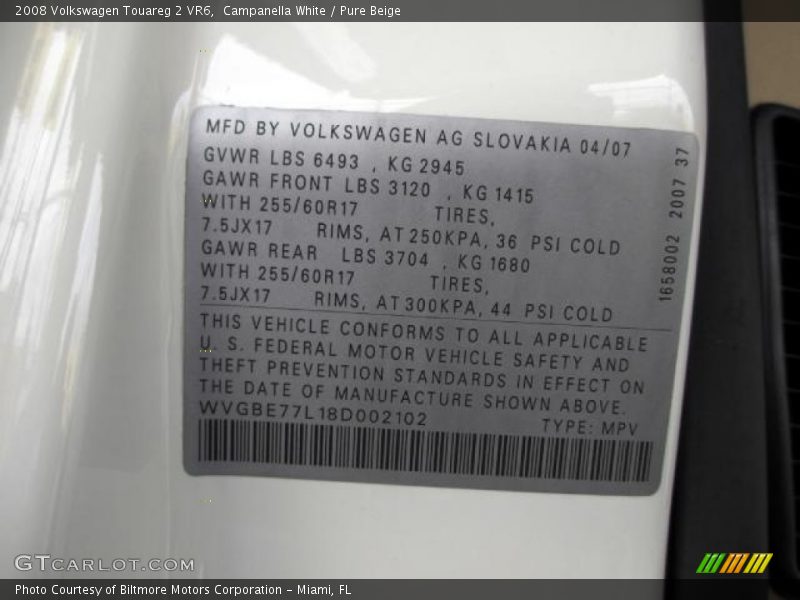 2008 Volkswagen Touareg 2 VR6,  Campanella White / Pure Beige
MFD BY VOLKSWAGEN AG SLOVAKIA 04/07
GVWR LBS 6493 , KG 2945
GAWR FRONT LBS 3120 , KG 1415
WITH 255/60R17 TIRES,
7.5JX17 RIMS, AT 250KPA, 36 PSI COLD
GAWR REAR LBS 3704 , KG 1680
WITH 255/60R17 TIRES,
7.5JX17 RIMS, AT 300KPA, 44 PSI COLD
THIS VEHICLE CONFORMS TO ALL APPLICABLE
U. S. FEDERAL MOTOR VEHICLE SAFETY AND
THEFT PREVENTION STANDARDS IN EFFECT ON
THE DATE OF MANUFACTURE SHOWN ABOVE.
WVGBE77L18D002102 TYPE: MPV
1658002 2007 37
GTCARLOT.COM
Photo Courtesy of Biltmore Motors Corporation - Miami, FL